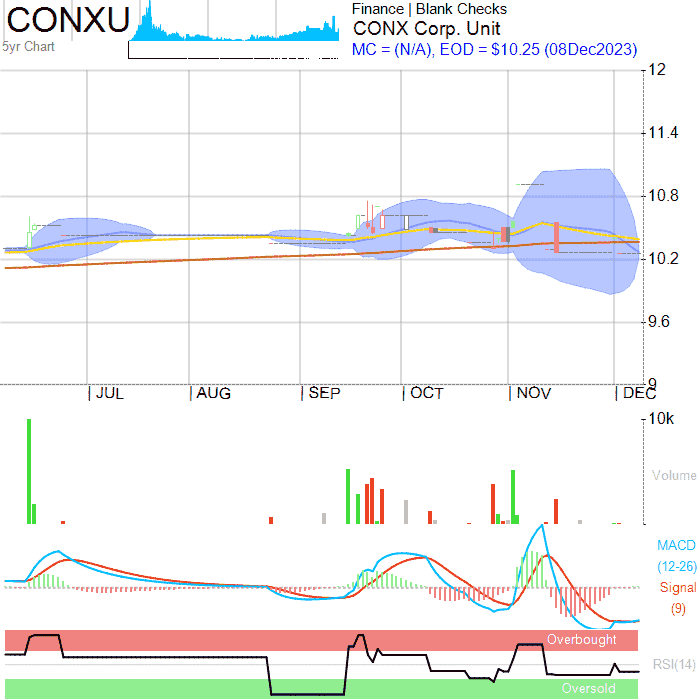 CONXU
5yr Chart
Finance | Blank Checks
CONX Corp. Unit
MC = (N/A), EOD = $10.25 (08Dec2023)
12
11.4
10.8
10.2
9.6
9
JUL AUG SEP OCT NOV DEC
10k
Volume
MACD
(12-26)
Signal
(9)
Overbought
RSI(14)
Oversold